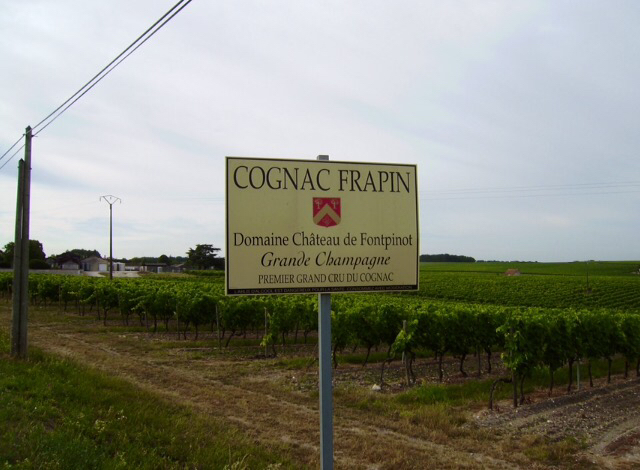 COGNAC FRAPIN
Domaine Château de Fontpinot
Grande Champagne
PREMIER GRAND CRU DU COGNAC